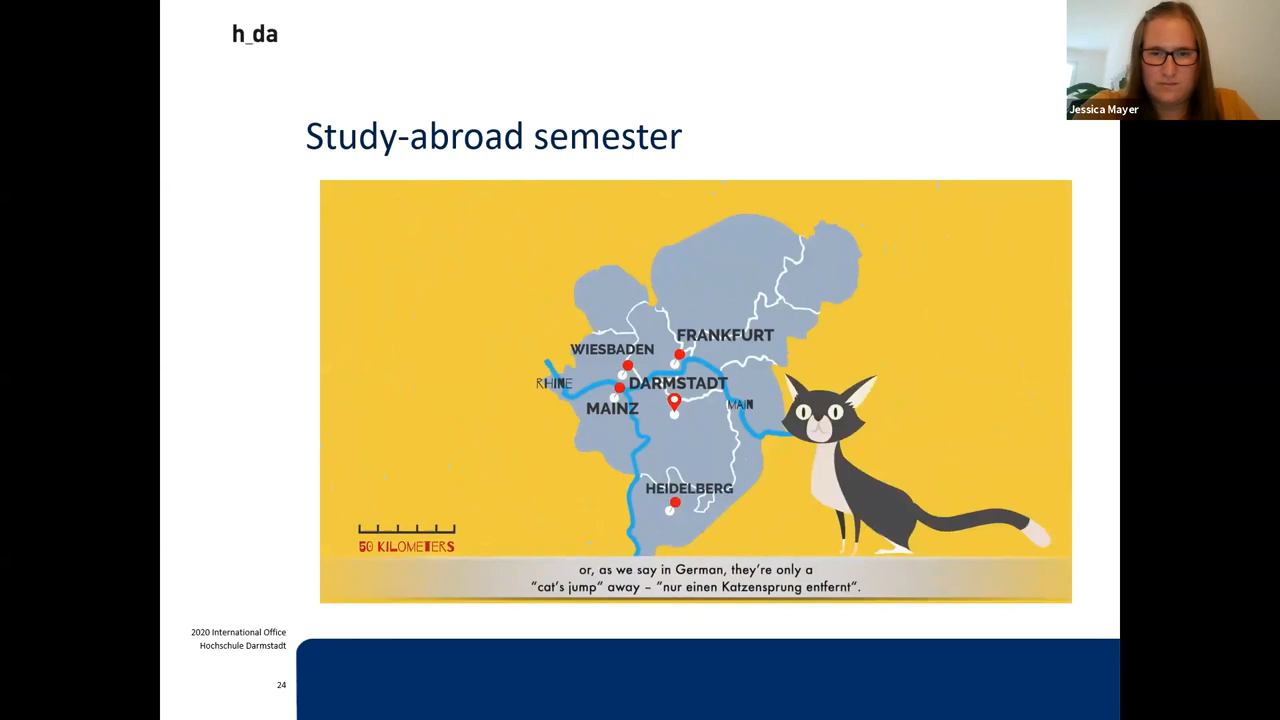 h_da
Jessica Mayer
Study-abroad semester
FRANKFURT
WIESBADEN
RHINE
DARMSTADT
MAINZ
MAIN
HEIDELBERG
50 KILOMETERS
or, as we say in German, they're only a
"cat's jump" away – "nur einen Katzensprung entfernt".
2020 International Office
Hochschule Darmstadt
24